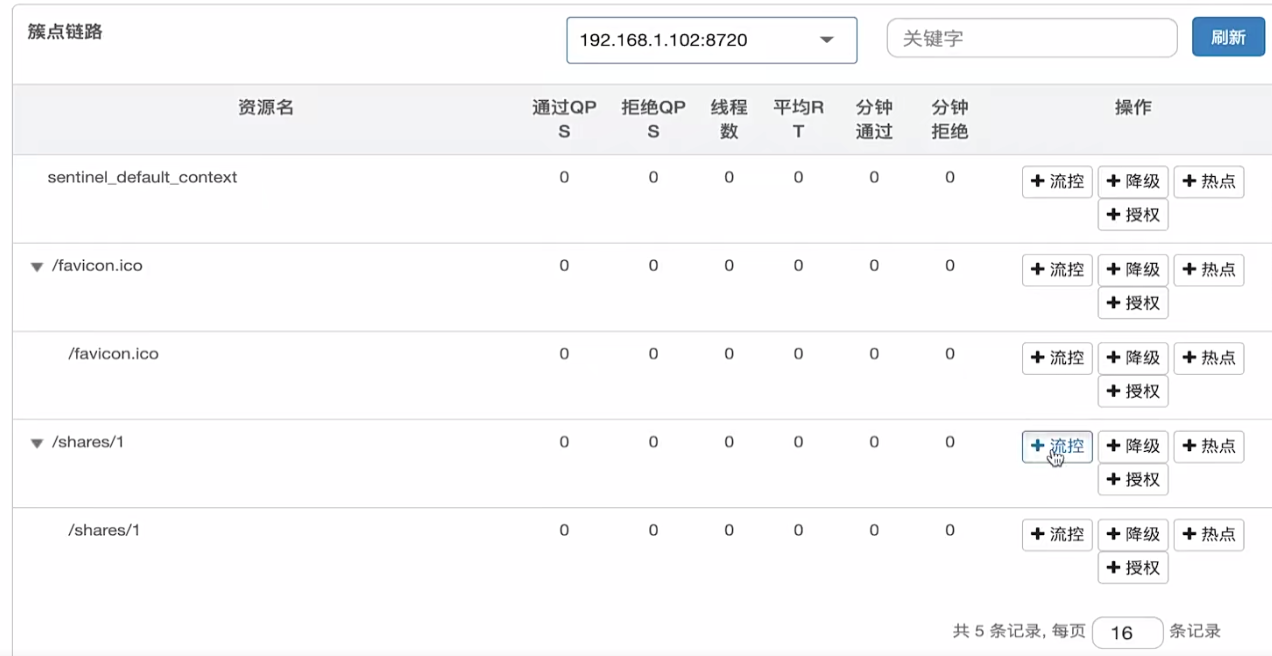 簇点链路
192.168.1.102:8720
关键字
刷新
资源名 通过QP 拒绝QP 线程 平均R 分钟 分钟 操作
S S 数 T 通过 拒绝
sentinel_default_context 0 0 0 0 0 0 流控 降级 热点
授权
/favicon.ico 0 0 0 0 0 0 流控 降级 热点
授权
/favicon.ico 0 0 0 0 0 0 流控 降级 热点
授权
/shares/1 0 0 0 0 0 0 流控 降级 热点
授权
/shares/1 0 0 0 0 0 0 流控 降级 热点
授权
共 5 条记录, 每页 16 条记录